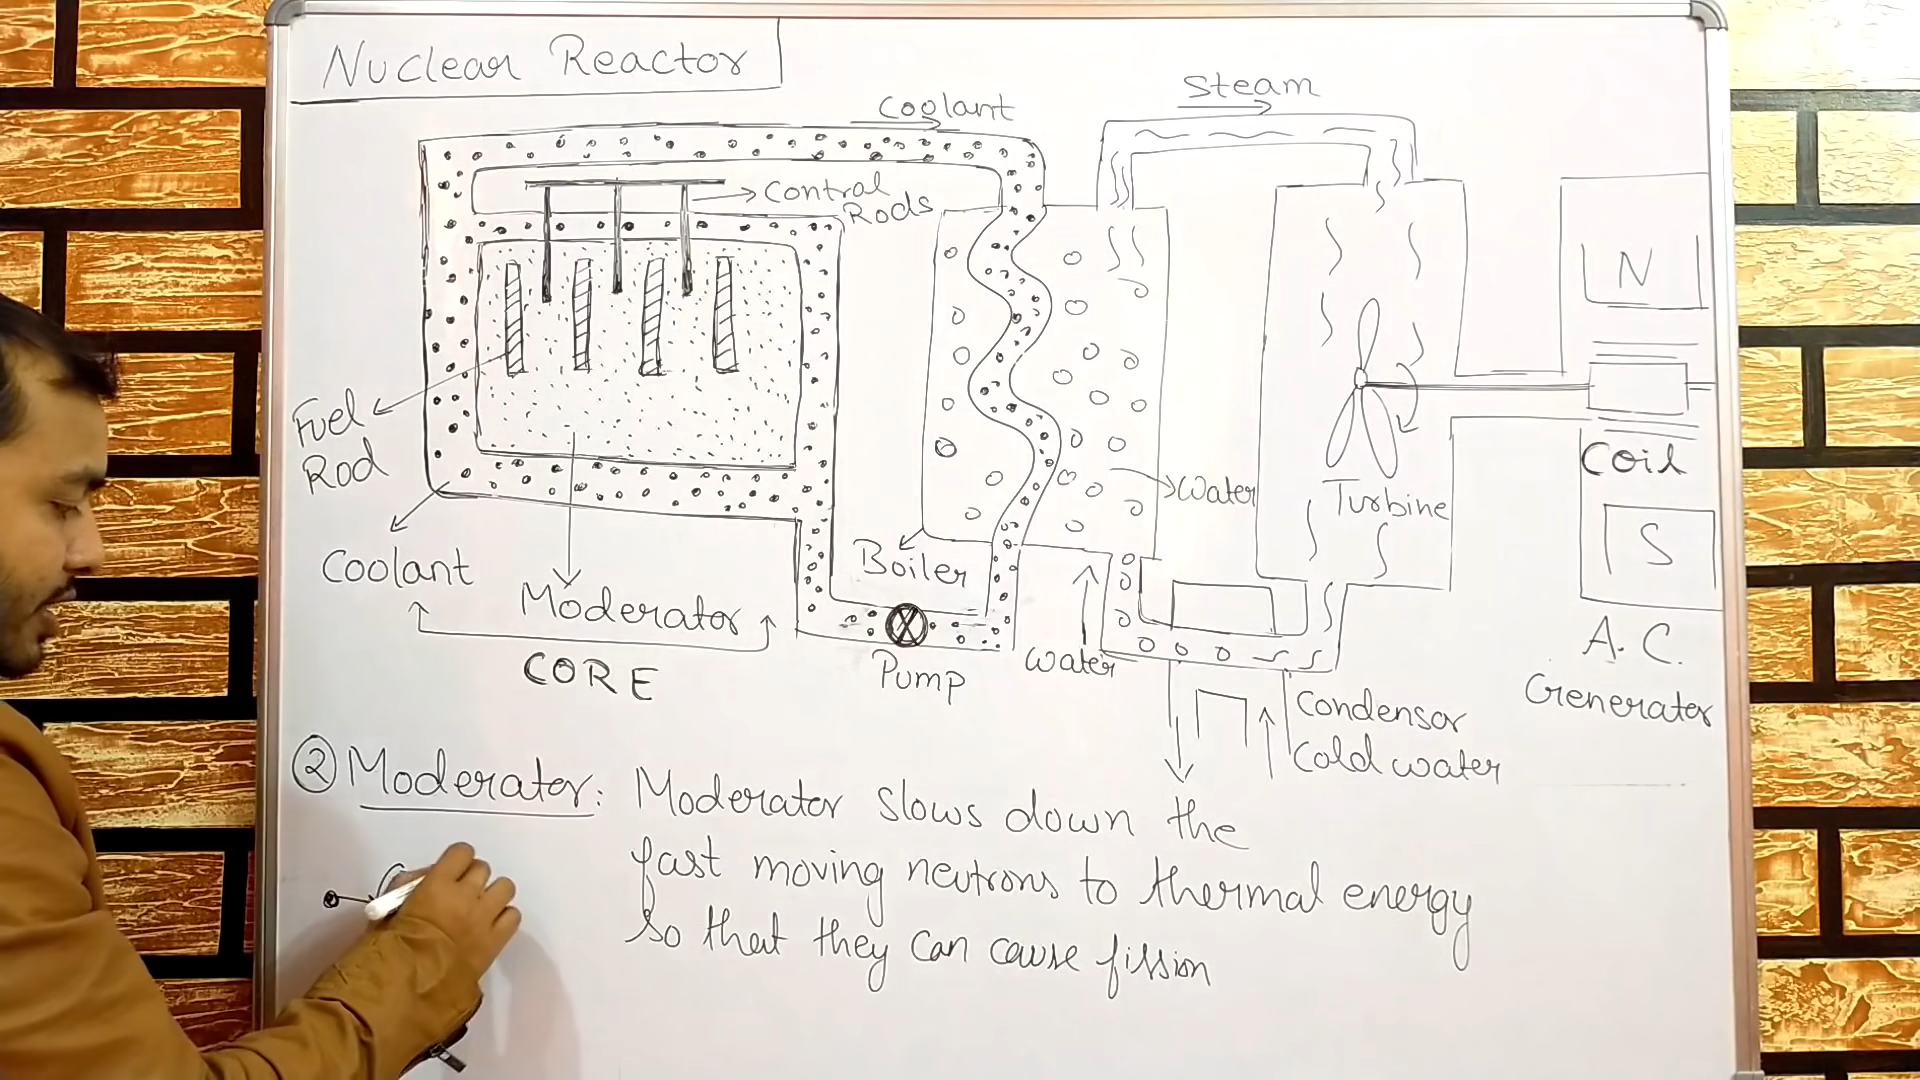 Nuclear Reactor
Coolant
Steam
Control
Rods
N
Fuel
Rod
Coil
Water
Turbine
S
Boiler
Coolant
Moderator
A.C.
Generator
CORE
Pump
Water
Condensor
Cold water
② Moderator: Moderator slows down the
fast moving neutrons to thermal energy
so that they can cause fission